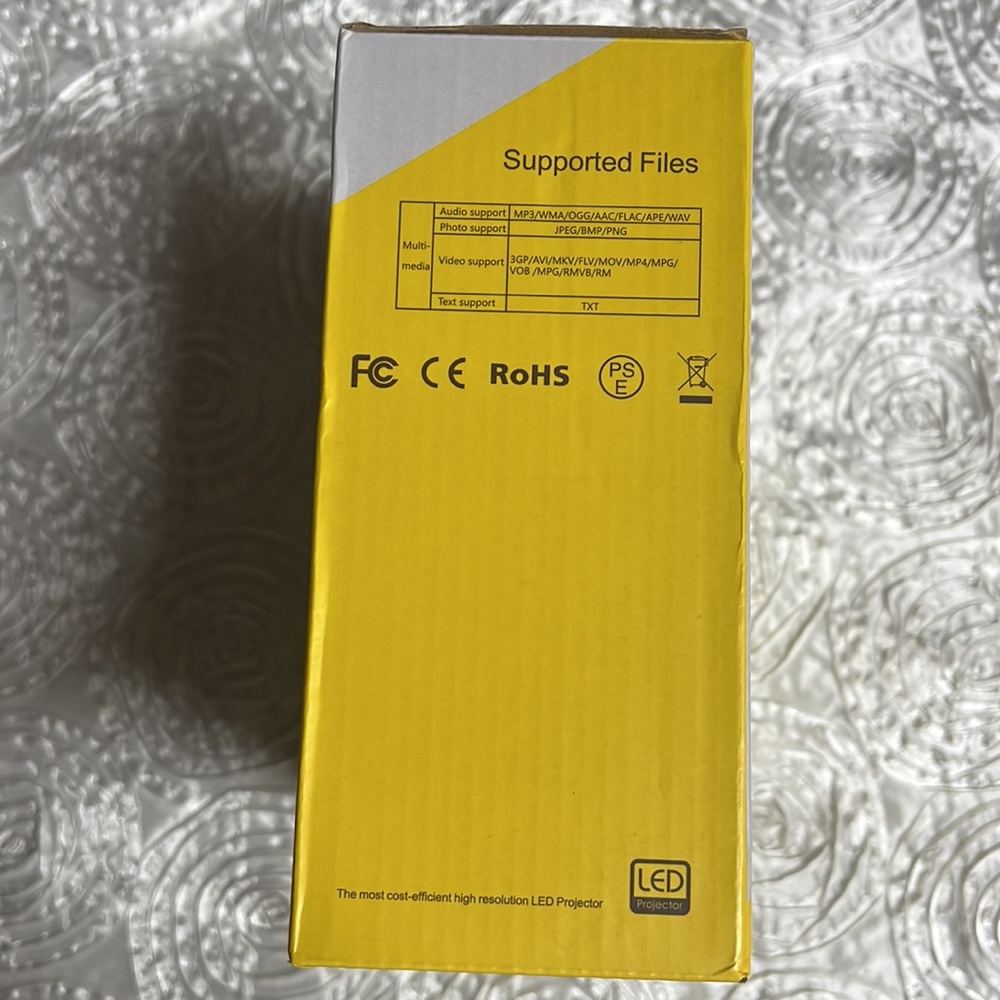 Supported Files
Multi-
media
Audio support MP3/WMA/OGG/AAC/FLAC/APE/WAV
Photo support JPEG/BMP/PNG
Video support 3GP/AVI/MKV/FLV/MOV/MP4/MPG/
VOB /MPG/RMVB/RM
Text support TXT
FC CE RoHS PS
E
The most cost-efficient high resolution LED Projector
LED
Projector